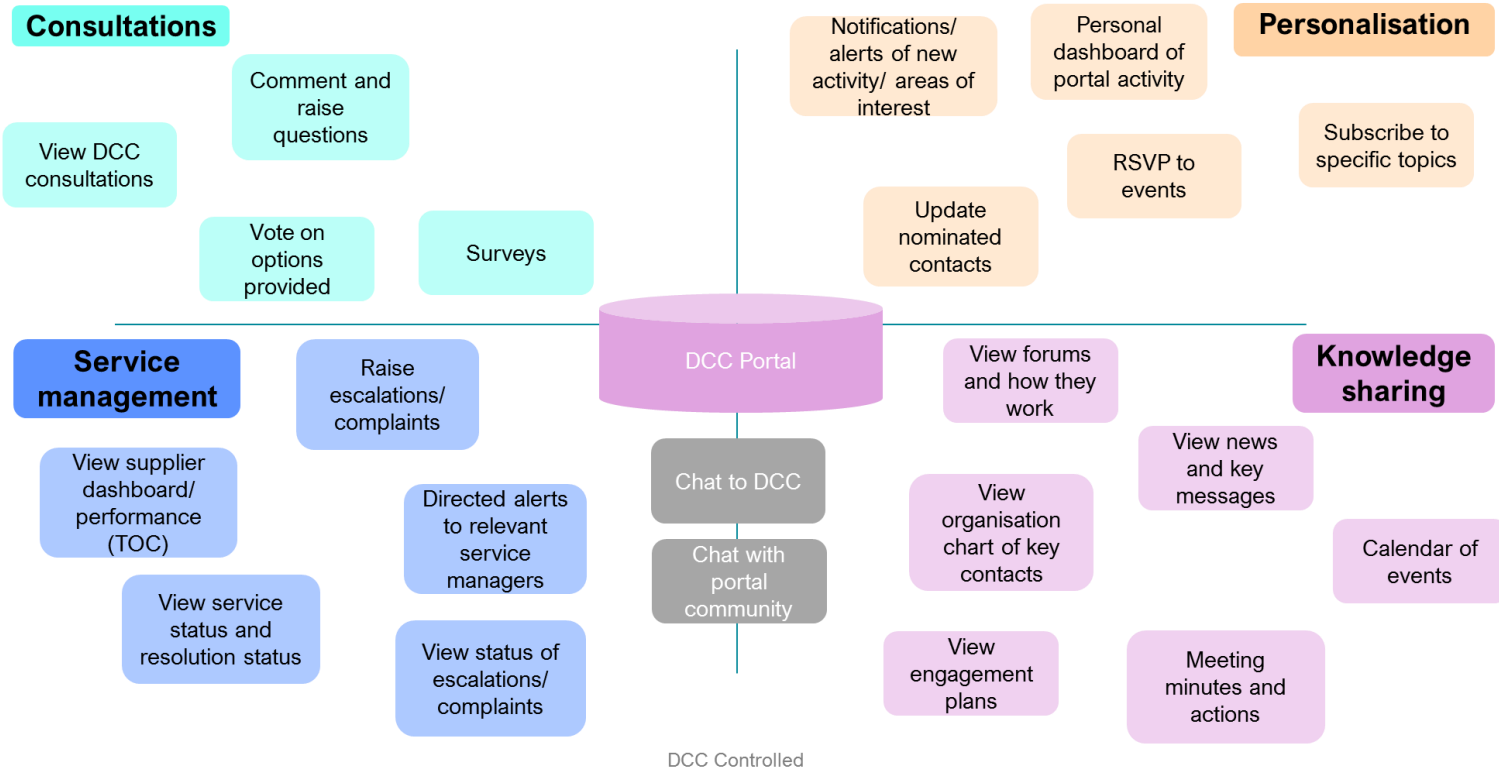 Consultations
Comment and
raise
questions
View DCC
consultations
Vote on
options
provided
Surveys
Personalisation
Notifications/
alerts of new
activity/ areas of
interest
Personal
dashboard of
portal activity
Subscribe to
specific topics
RSVP to
events
Update
nominated
contacts
DCC Portal
Chat to DCC
Chat with
portal
community
Service
management
Raise
escalations/
complaints
View supplier
dashboard/
performance
(TOC)
Directed alerts
to relevant
service
managers
View service
status and
resolution status
View status of
escalations/
complaints
Knowledge
sharing
View forums
and how they
work
View news
and key
messages
View
organisation
chart of key
contacts
Calendar of
events
View
engagement
plans
Meeting
minutes and
actions
DCC Controlled